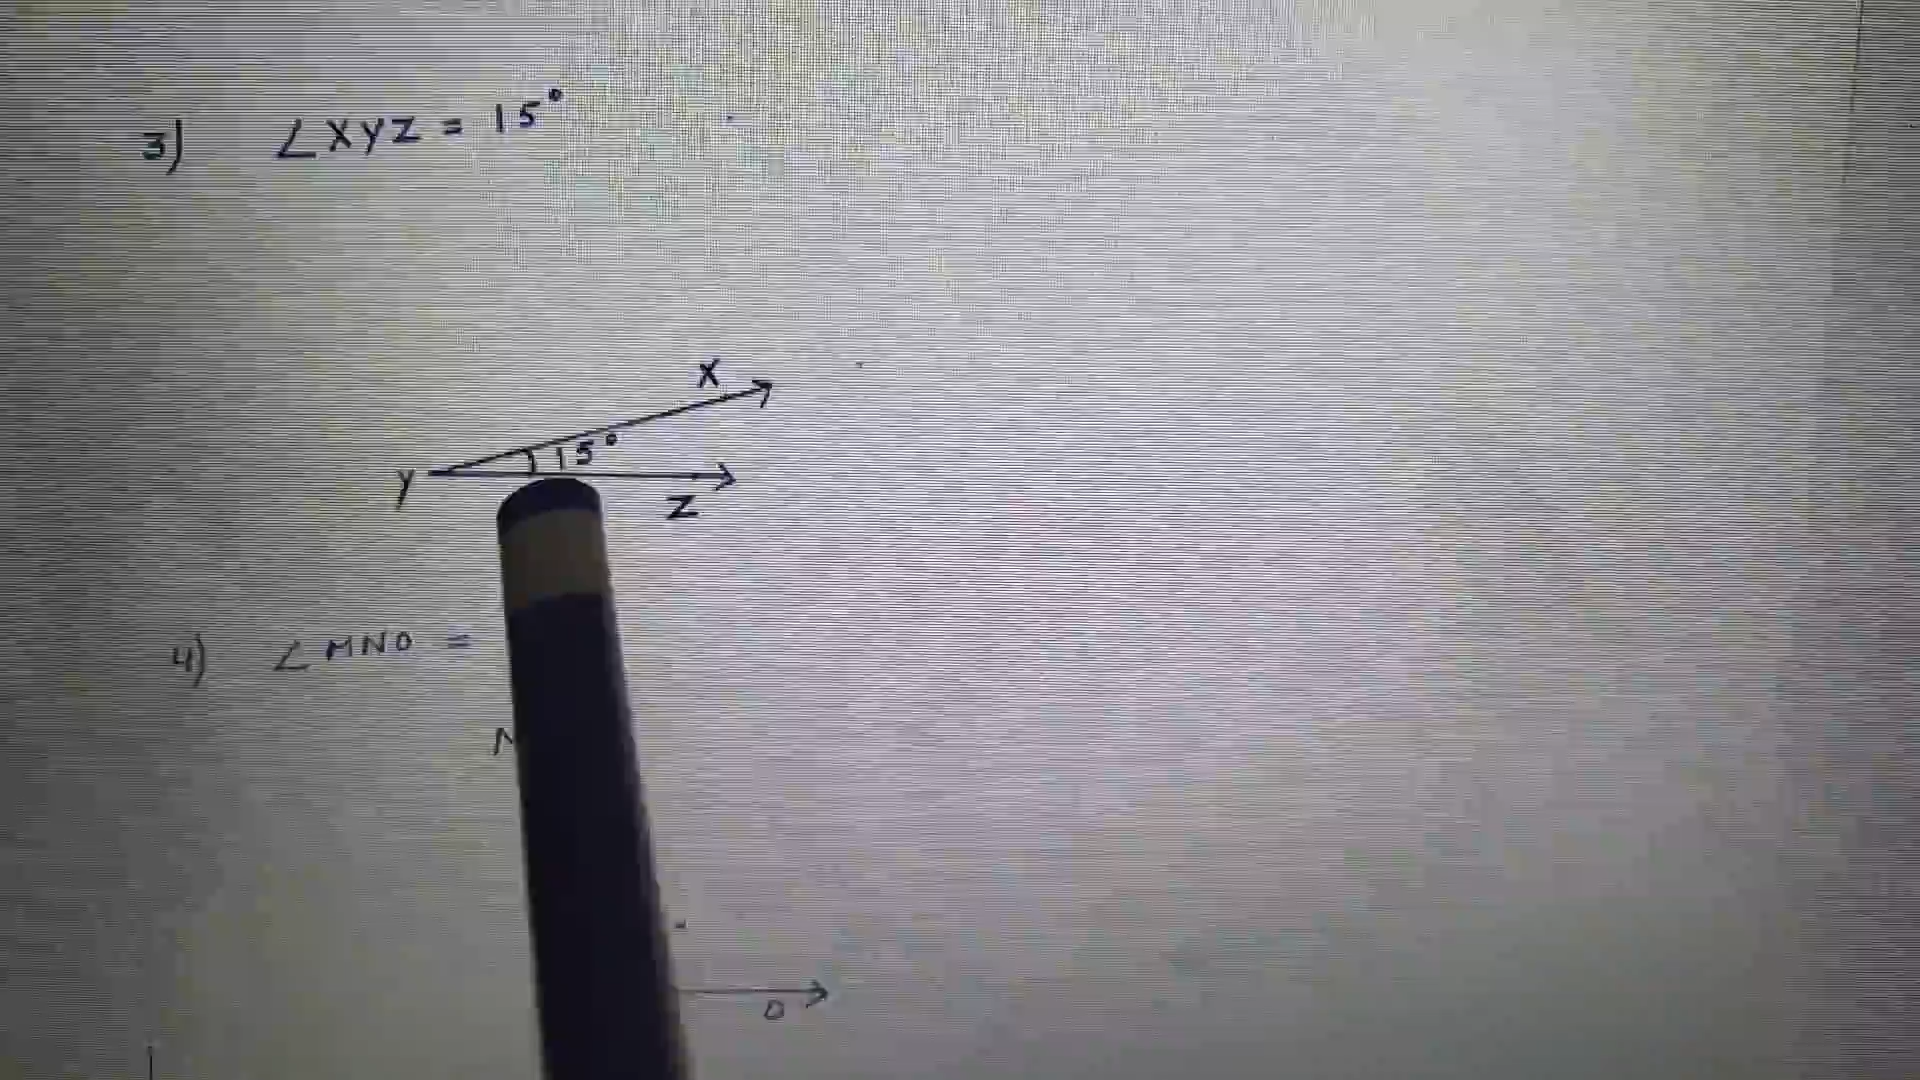 3) ∠XYZ = 15°
X
15°
Y
Z
4) ∠MNO =
O